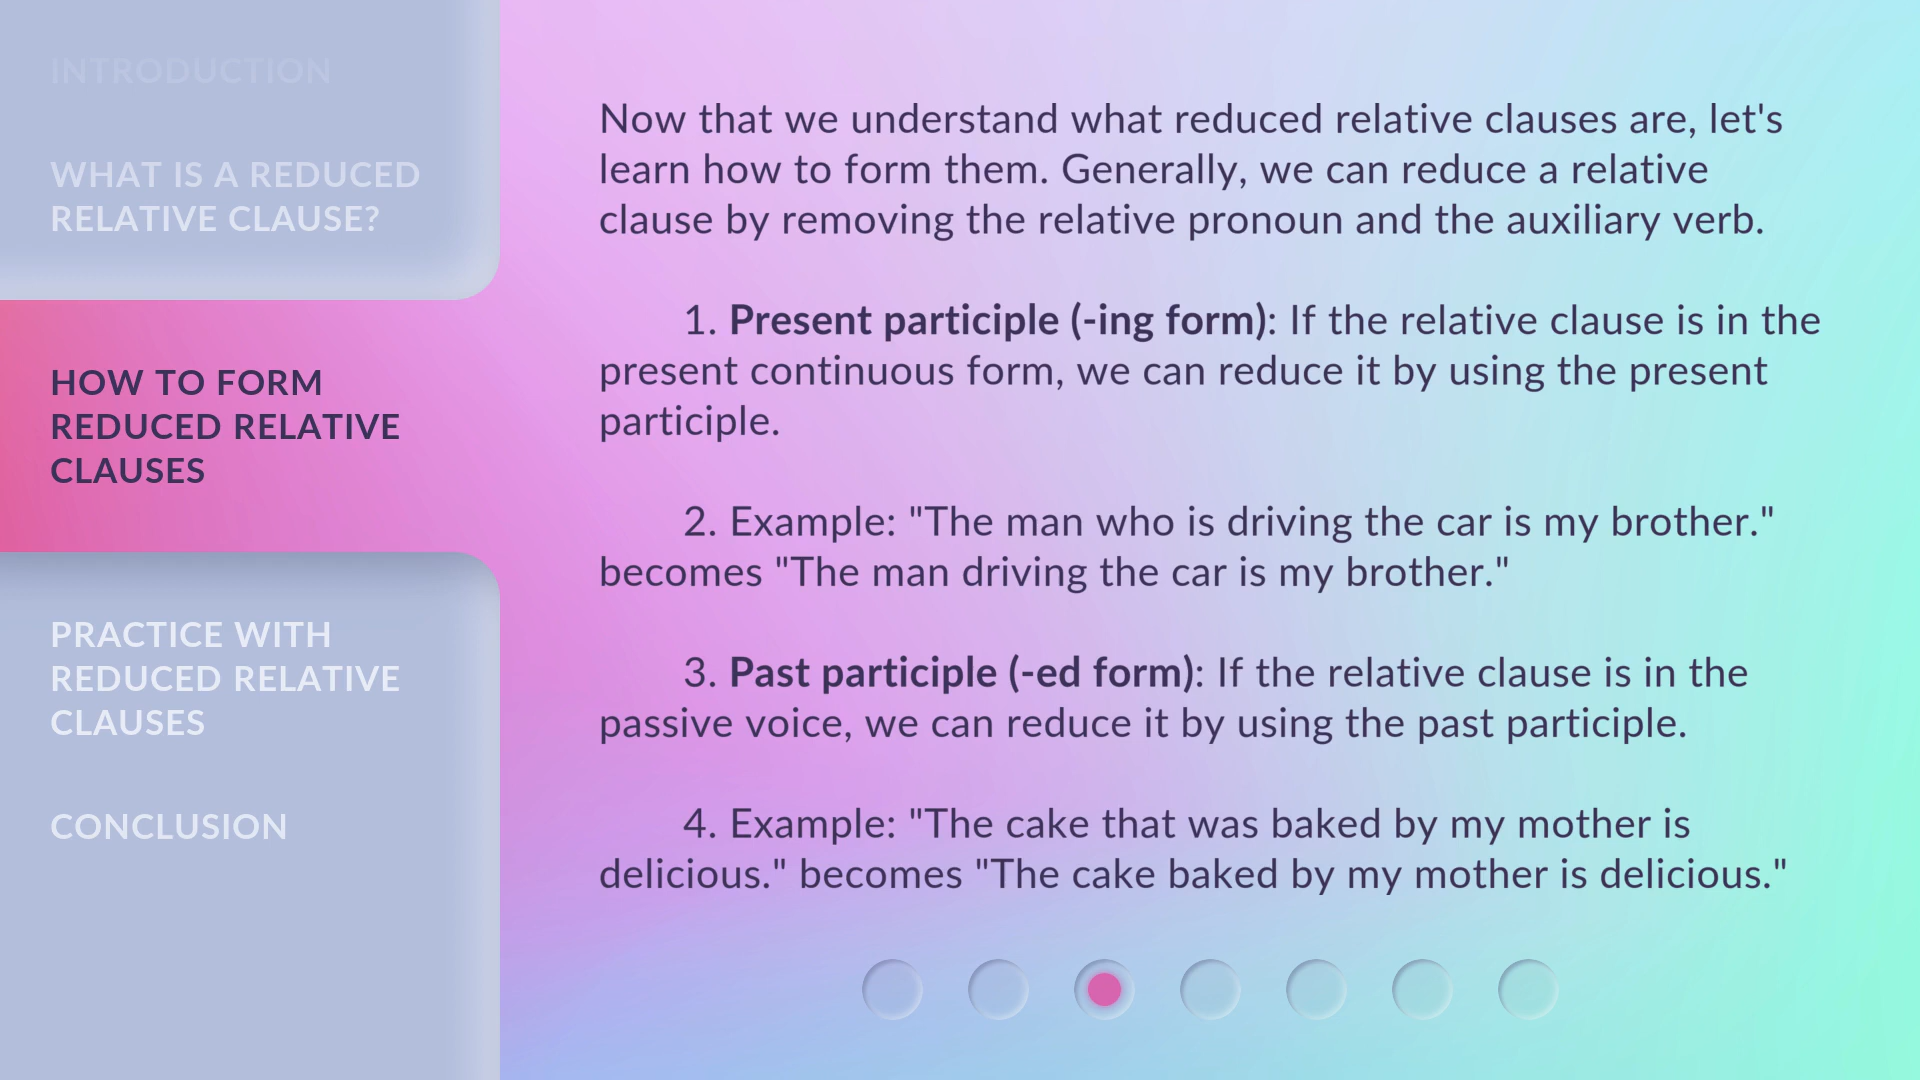 INTRODUCTION
WHAT IS A REDUCED
RELATIVE CLAUSE?
HOW TO FORM
REDUCED RELATIVE
CLAUSES
PRACTICE WITH
REDUCED RELATIVE
CLAUSES
CONCLUSION
Now that we understand what reduced relative clauses are, let's
learn how to form them. Generally, we can reduce a relative
clause by removing the relative pronoun and the auxiliary verb.
1. Present participle (-ing form): If the relative clause is in the
present continuous form, we can reduce it by using the present
participle.
2. Example: "The man who is driving the car is my brother."
becomes "The man driving the car is my brother."
3. Past participle (-ed form): If the relative clause is in the
passive voice, we can reduce it by using the past participle.
4. Example: "The cake that was baked by my mother is
delicious." becomes "The cake baked by my mother is delicious."